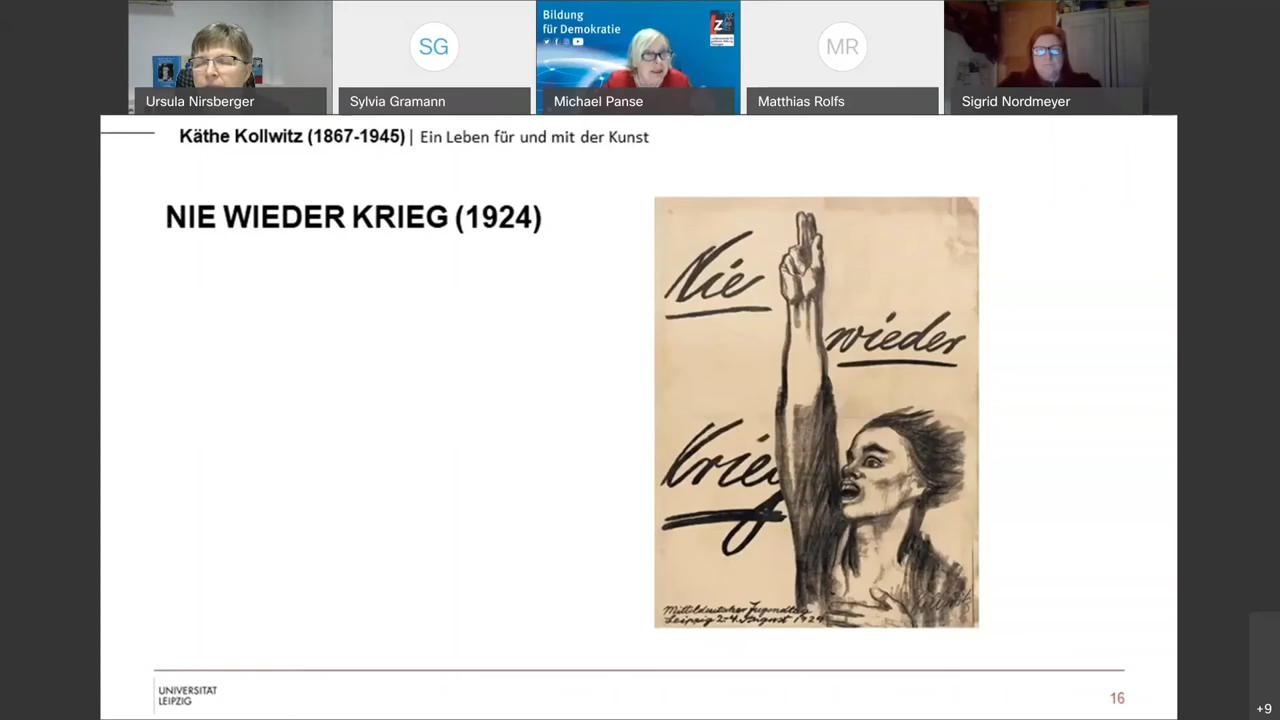 Bildung
für Demokratie
SG
MR
Ursula Nirsberger
Sylvia Gramann
Michael Panse
Matthias Rolfs
Sigrid Nordmeyer
Käthe Kollwitz (1867-1945) | Ein Leben für und mit der Kunst
NIE WIEDER KRIEG (1924)
Nie
wieder
Krieg
Mitteldeutscher Jugendtag
Leipzig 2-4. August 1924
UNIVERSITÄT
LEIPZIG
16
+9